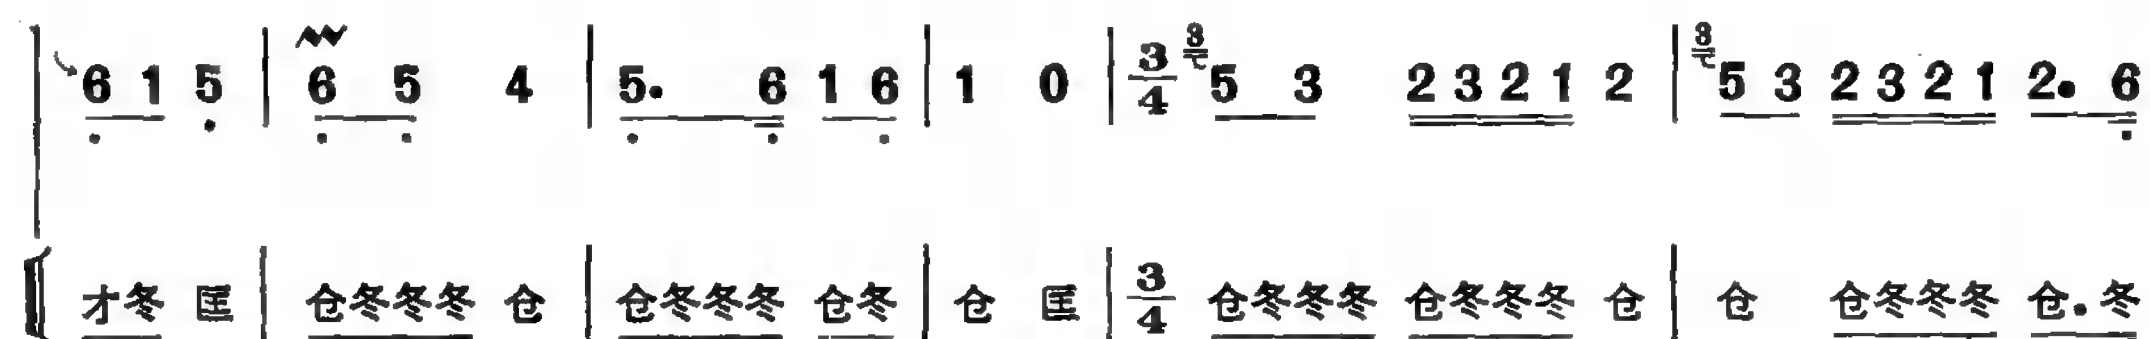 6 1 5 | 6 5 4 | 5. 6 1 6 | 1 0 | 3/4 3 5 3 2 3 2 1 2 | 3 5 3 2 3 2 1 2. 6
才冬 匡 | 仓冬冬冬 仓 | 仓冬冬冬 仓冬 | 仓 匡 | 3/4 仓冬冬冬 仓冬冬冬 仓 | 仓 仓冬冬冬 仓.冬